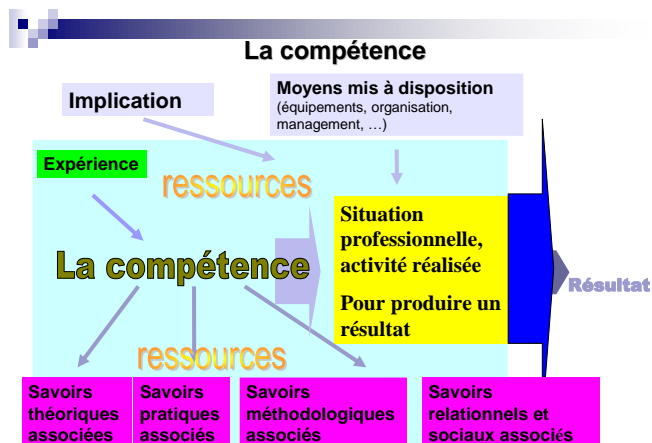 La compétence
Implication
Moyens mis à disposition
(équipements, organisation,
management, …)
Expérience
ressources
Situation
professionnelle,
activité réalisée
Pour produire un
résultat
La compétence
Résultat
ressources
Savoirs
théoriques
associées
Savoirs
pratiques
associés
Savoirs
méthodologiques
associés
Savoirs
relationnels et
sociaux associés